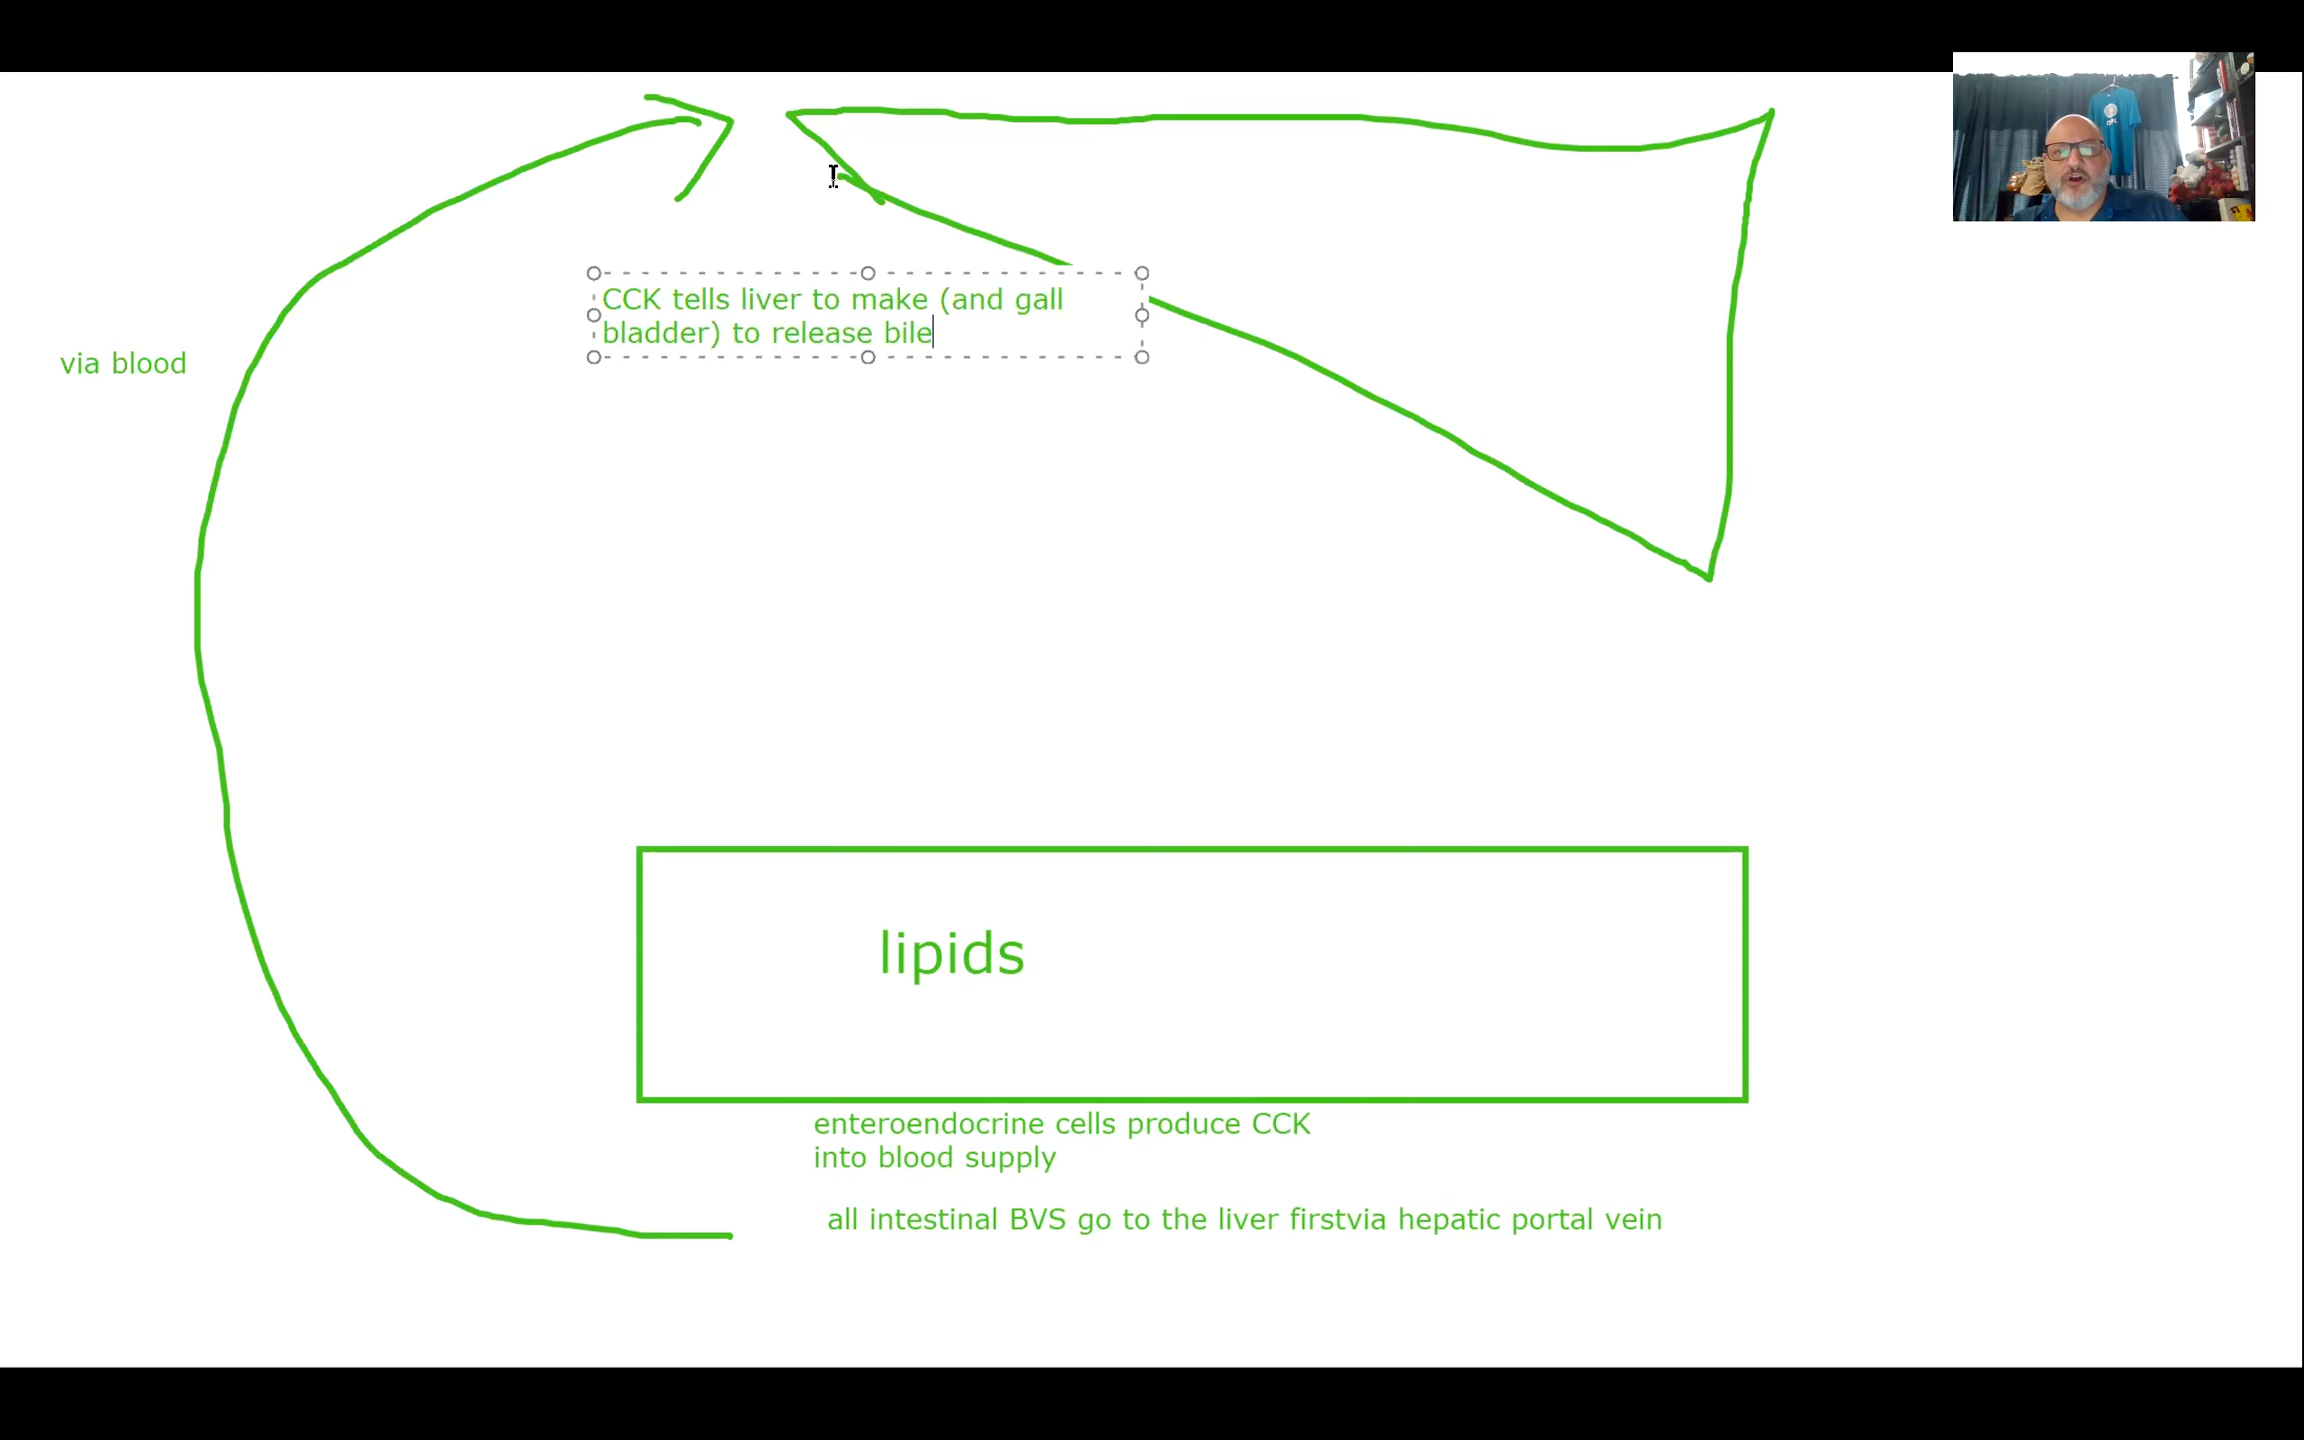 CCK tells liver to make (and gall
bladder) to release bile
via blood
lipids
enteroendocrine cells produce CCK
into blood supply
all intestinal BVS go to the liver firstvia hepatic portal vein